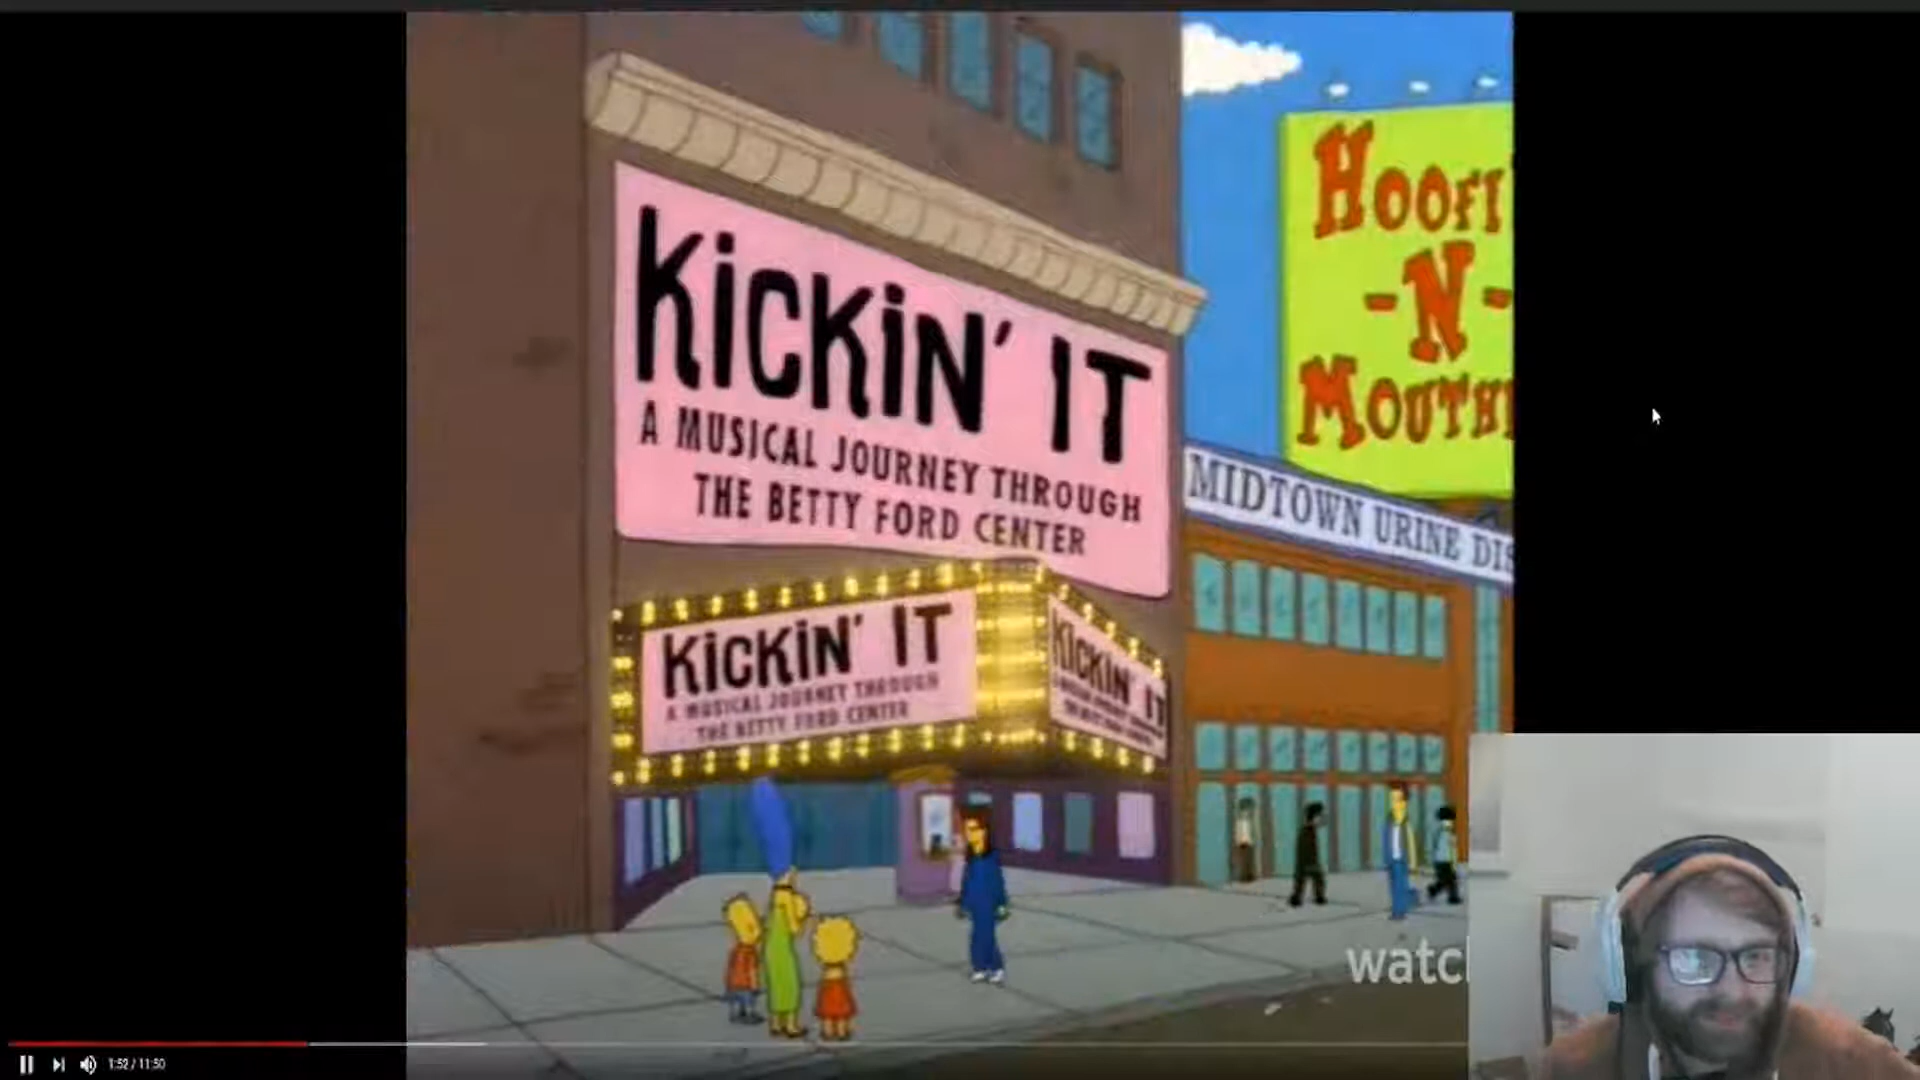 KiCKiN' IT
A MUSICAL JOURNEY THROUGH
THE BETTY FORD CENTER
HOOFI
-N-
MOUTH
MIDTOWN URINE DIS
KiCKiN' IT
A MUSICAL JOURNEY THROUGH
THE BETTY FORD CENTER
KiCKiN' IT
watc
1:52 / 11:50